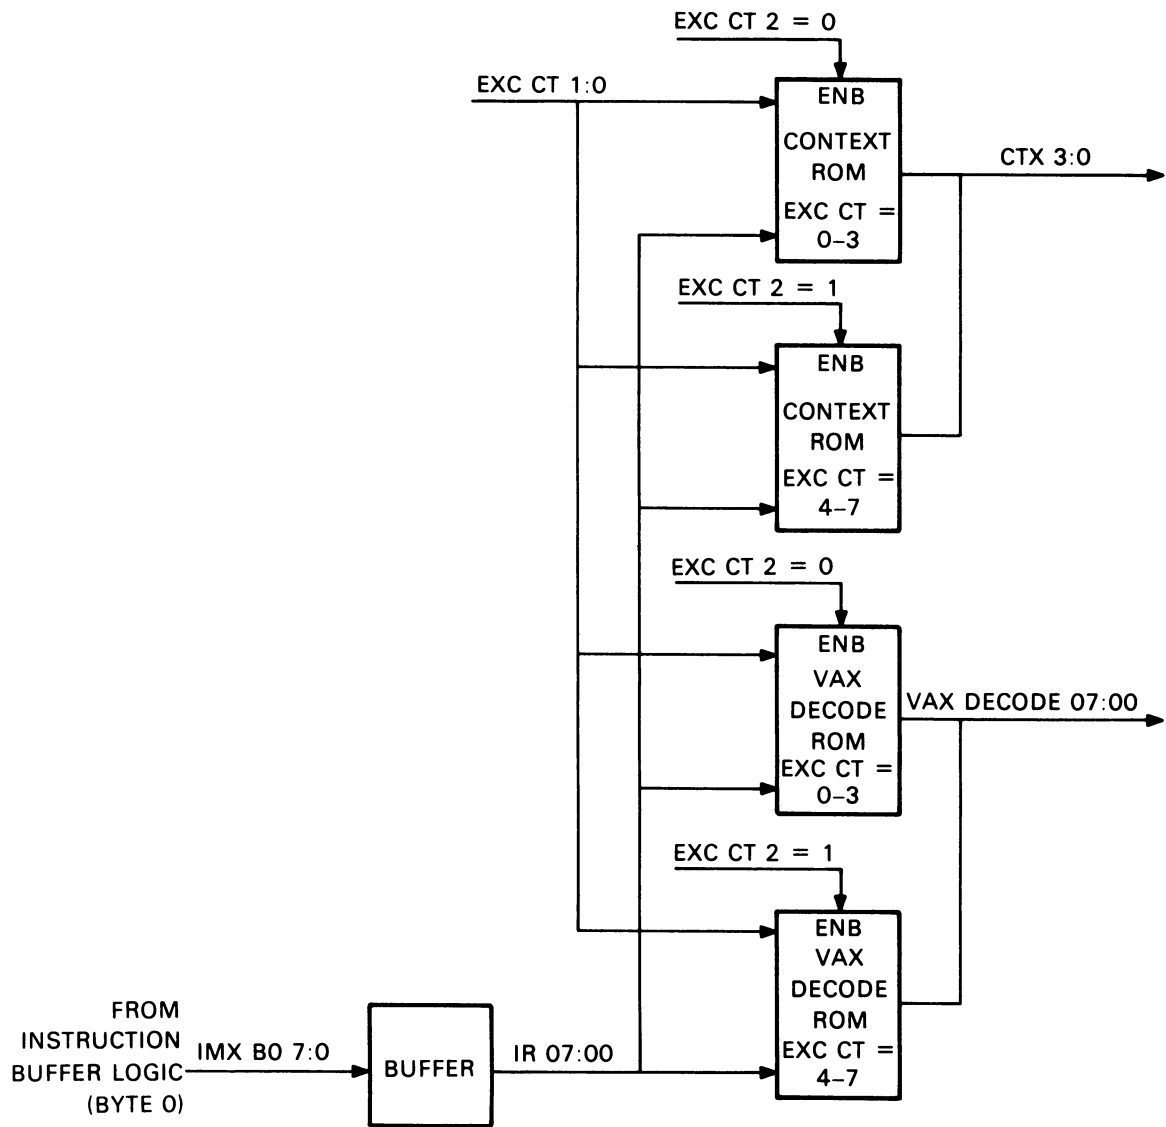 EXC CT 2 = 0
EXC CT 1:0
ENB
CONTEXT
ROM
EXC CT =
0–3
CTX 3:0
EXC CT 2 = 1
ENB
CONTEXT
ROM
EXC CT =
4–7
EXC CT 2 = 0
ENB
VAX
DECODE
ROM
EXC CT =
0–3
VAX DECODE 07:00
EXC CT 2 = 1
ENB
VAX
DECODE
ROM
EXC CT =
4–7
FROM
INSTRUCTION
BUFFER LOGIC
(BYTE 0)
IMX B0 7:0
BUFFER
IR 07:00